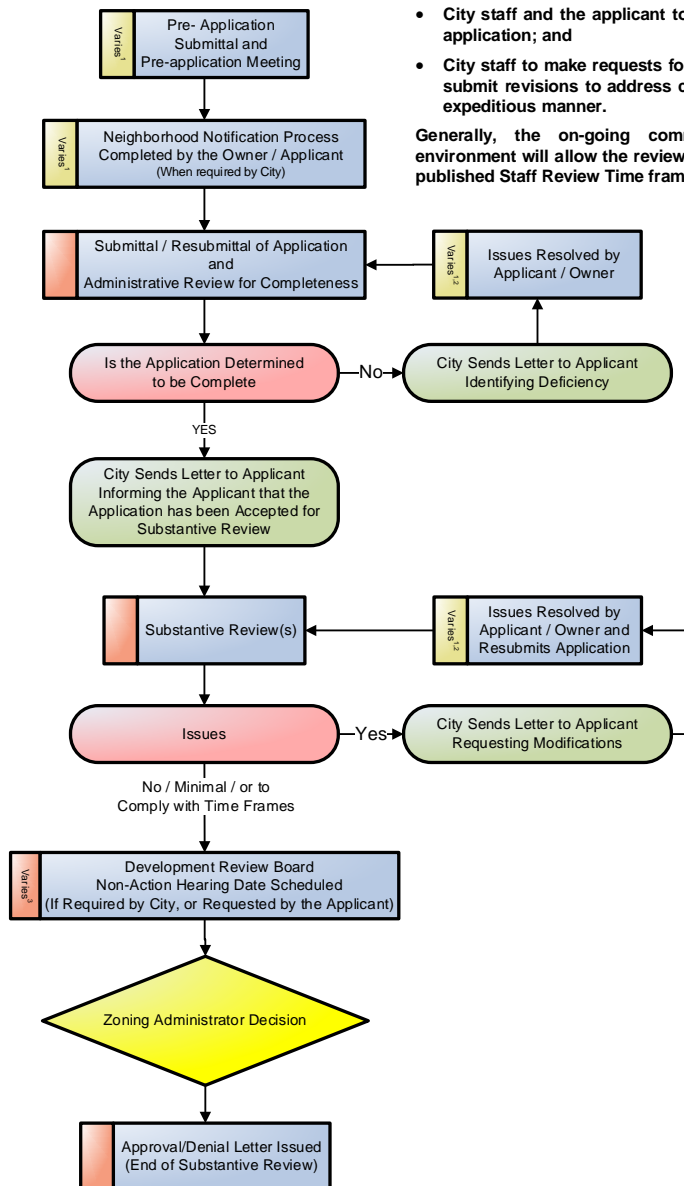 • City staff and the applicant to
application; and
• City staff to make requests fo
submit revisions to address c
expeditious manner.
Generally, the on-going comm
environment will allow the review
published Staff Review Time fram
Varies1
Pre- Application
Submittal and
Pre-application Meeting
Varies1
Neighborhood Notification Process
Completed by the Owner / Applicant
(When required by City)
Submittal / Resubmittal of Application
and
Administrative Review for Completeness
Varies1,2
Issues Resolved by
Applicant / Owner
Is the Application Determined
to be Complete
No
City Sends Letter to Applicant
Identifying Deficiency
YES
City Sends Letter to Applicant
Informing the Applicant that the
Application has been Accepted for
Substantive Review
Substantive Review(s)
Varies1,2
Issues Resolved by
Applicant / Owner and
Resubmits Application
Issues
Yes
City Sends Letter to Applicant
Requesting Modifications
No / Minimal / or to
Comply with Time Frames
Varies3
Development Review Board
Non-Action Hearing Date Scheduled
(If Required by City, or Requested by the Applicant)
Zoning Administrator Decision
Approval/Denial Letter Issued
(End of Substantive Review)